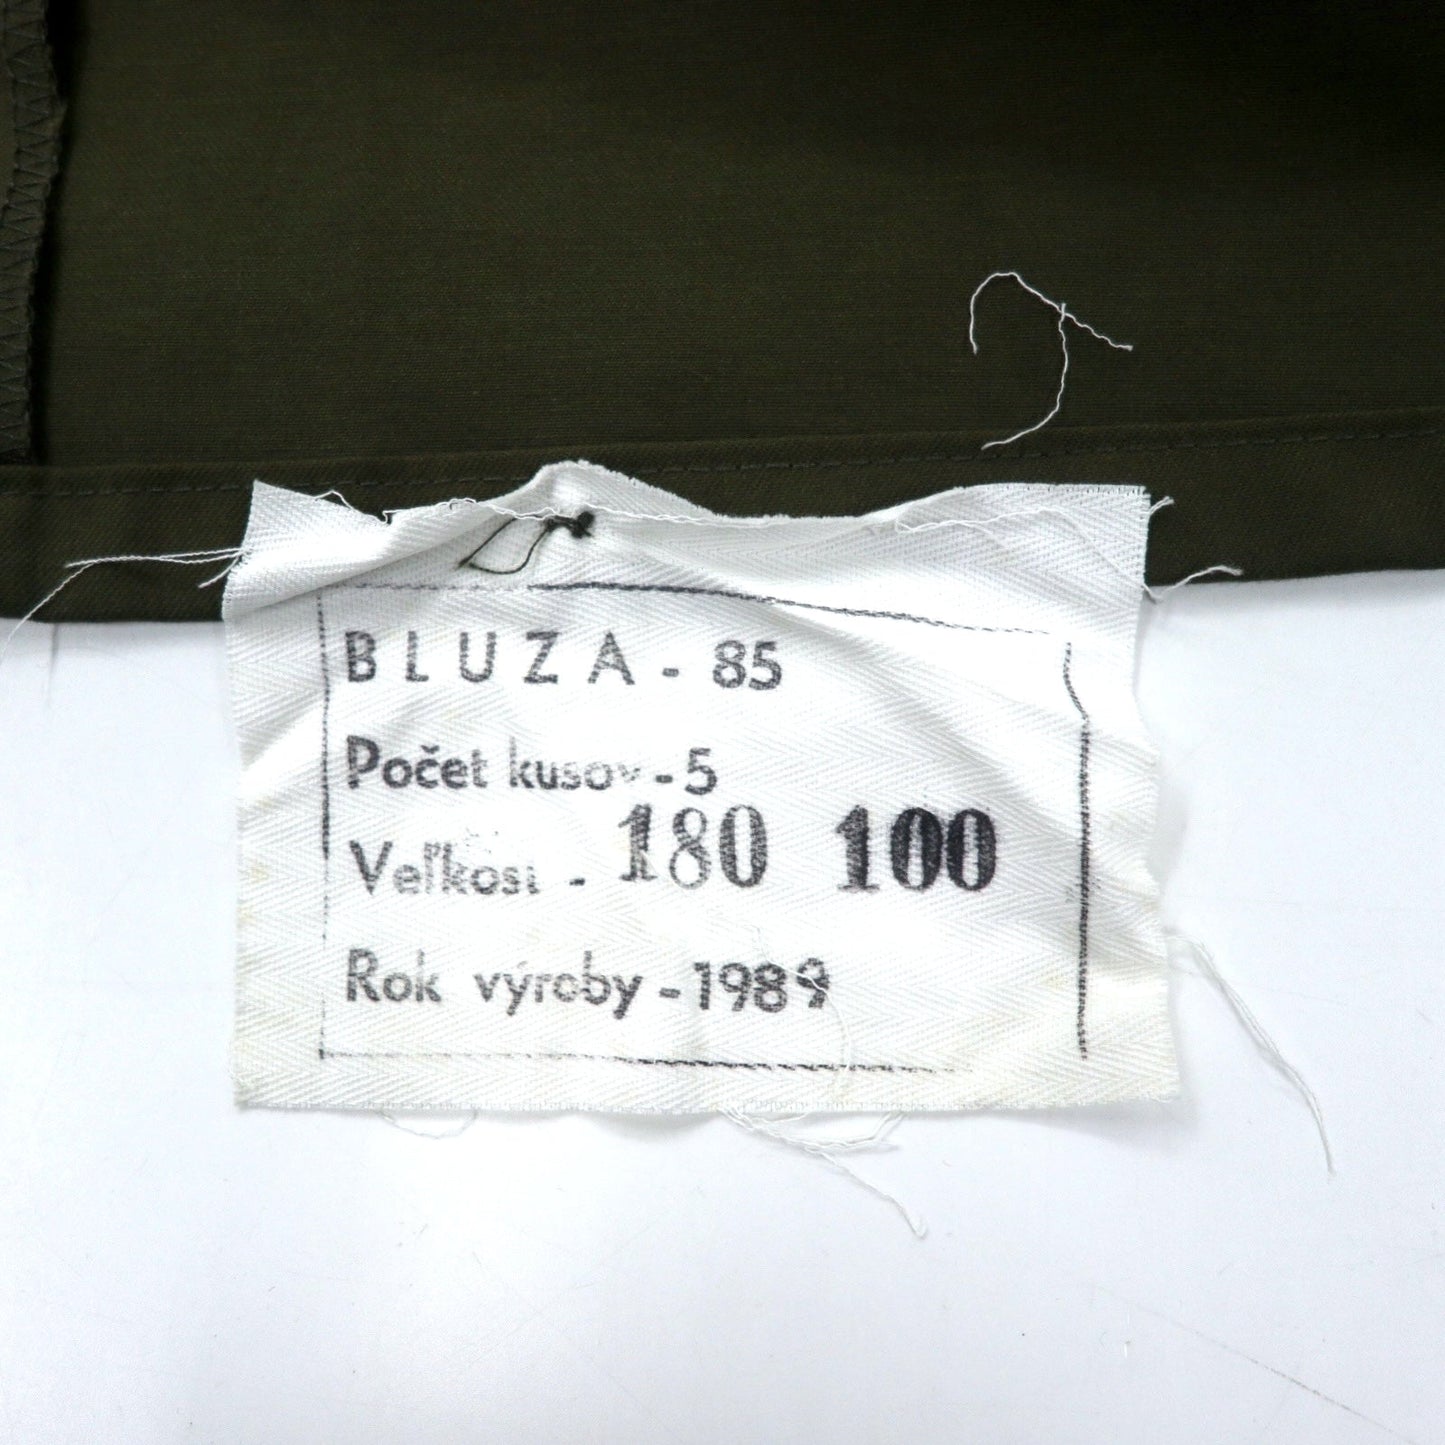 BLUZA - 85
Počet kusov - 5
Veľkosť - 180 100
Rok výroby - 1989